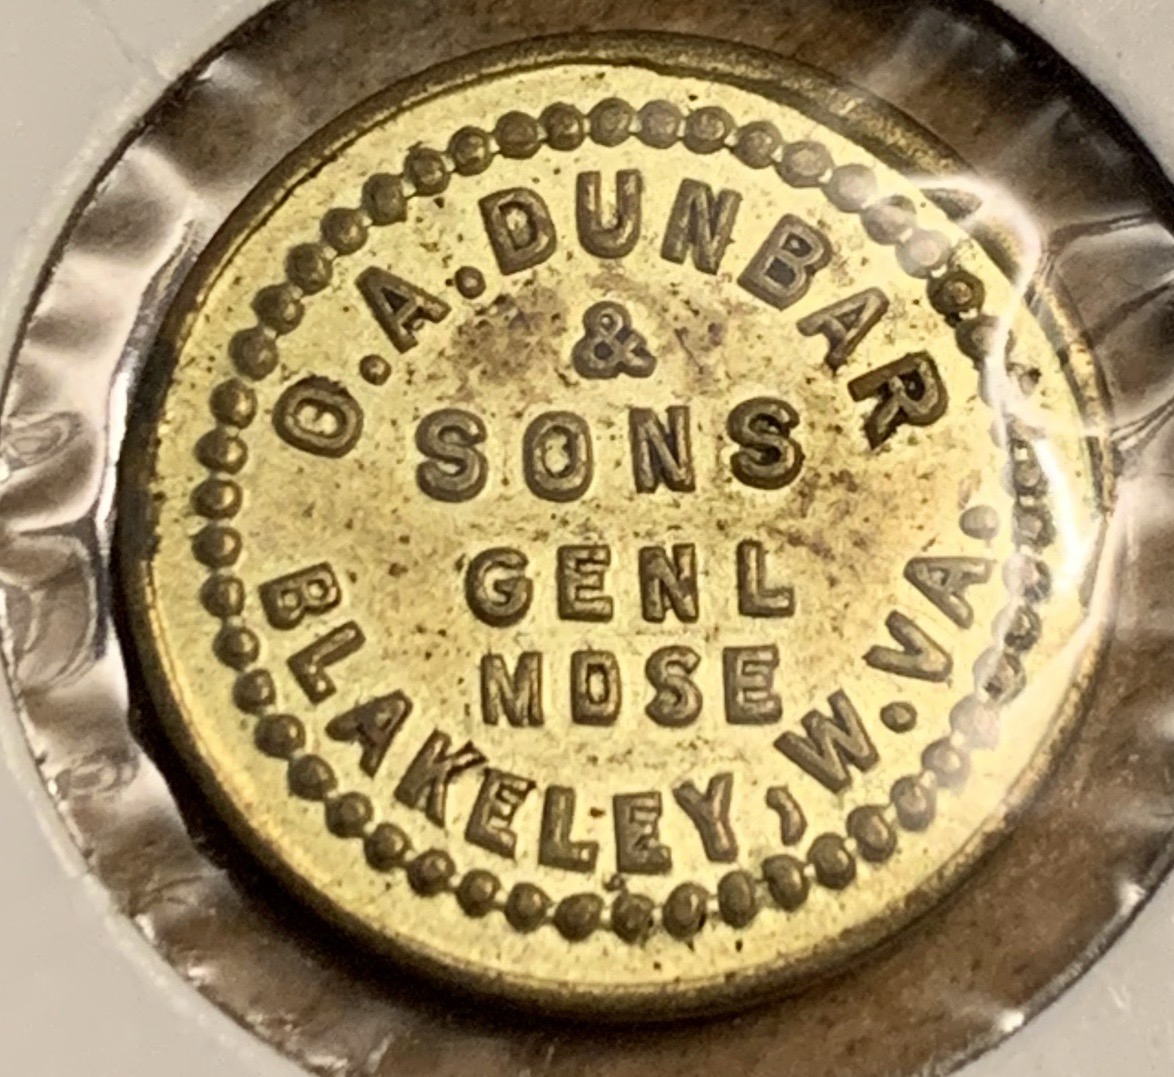 O.A.DUNBAR
&
SONS
GENL
MDSE
BLAKELEY, W.VA.